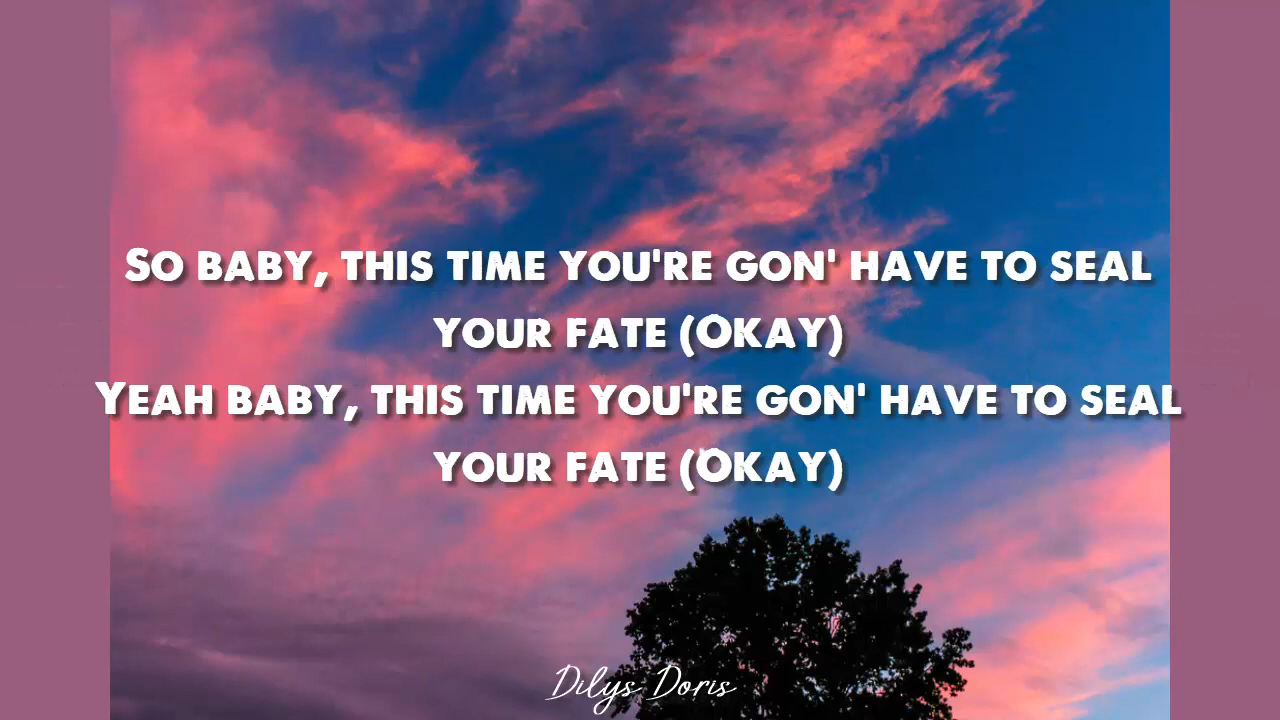 So baby, this time you're gon' have to seal
your fate (Okay)
Yeah baby, this time you're gon' have to seal
your fate (Okay)
Dilys Doris